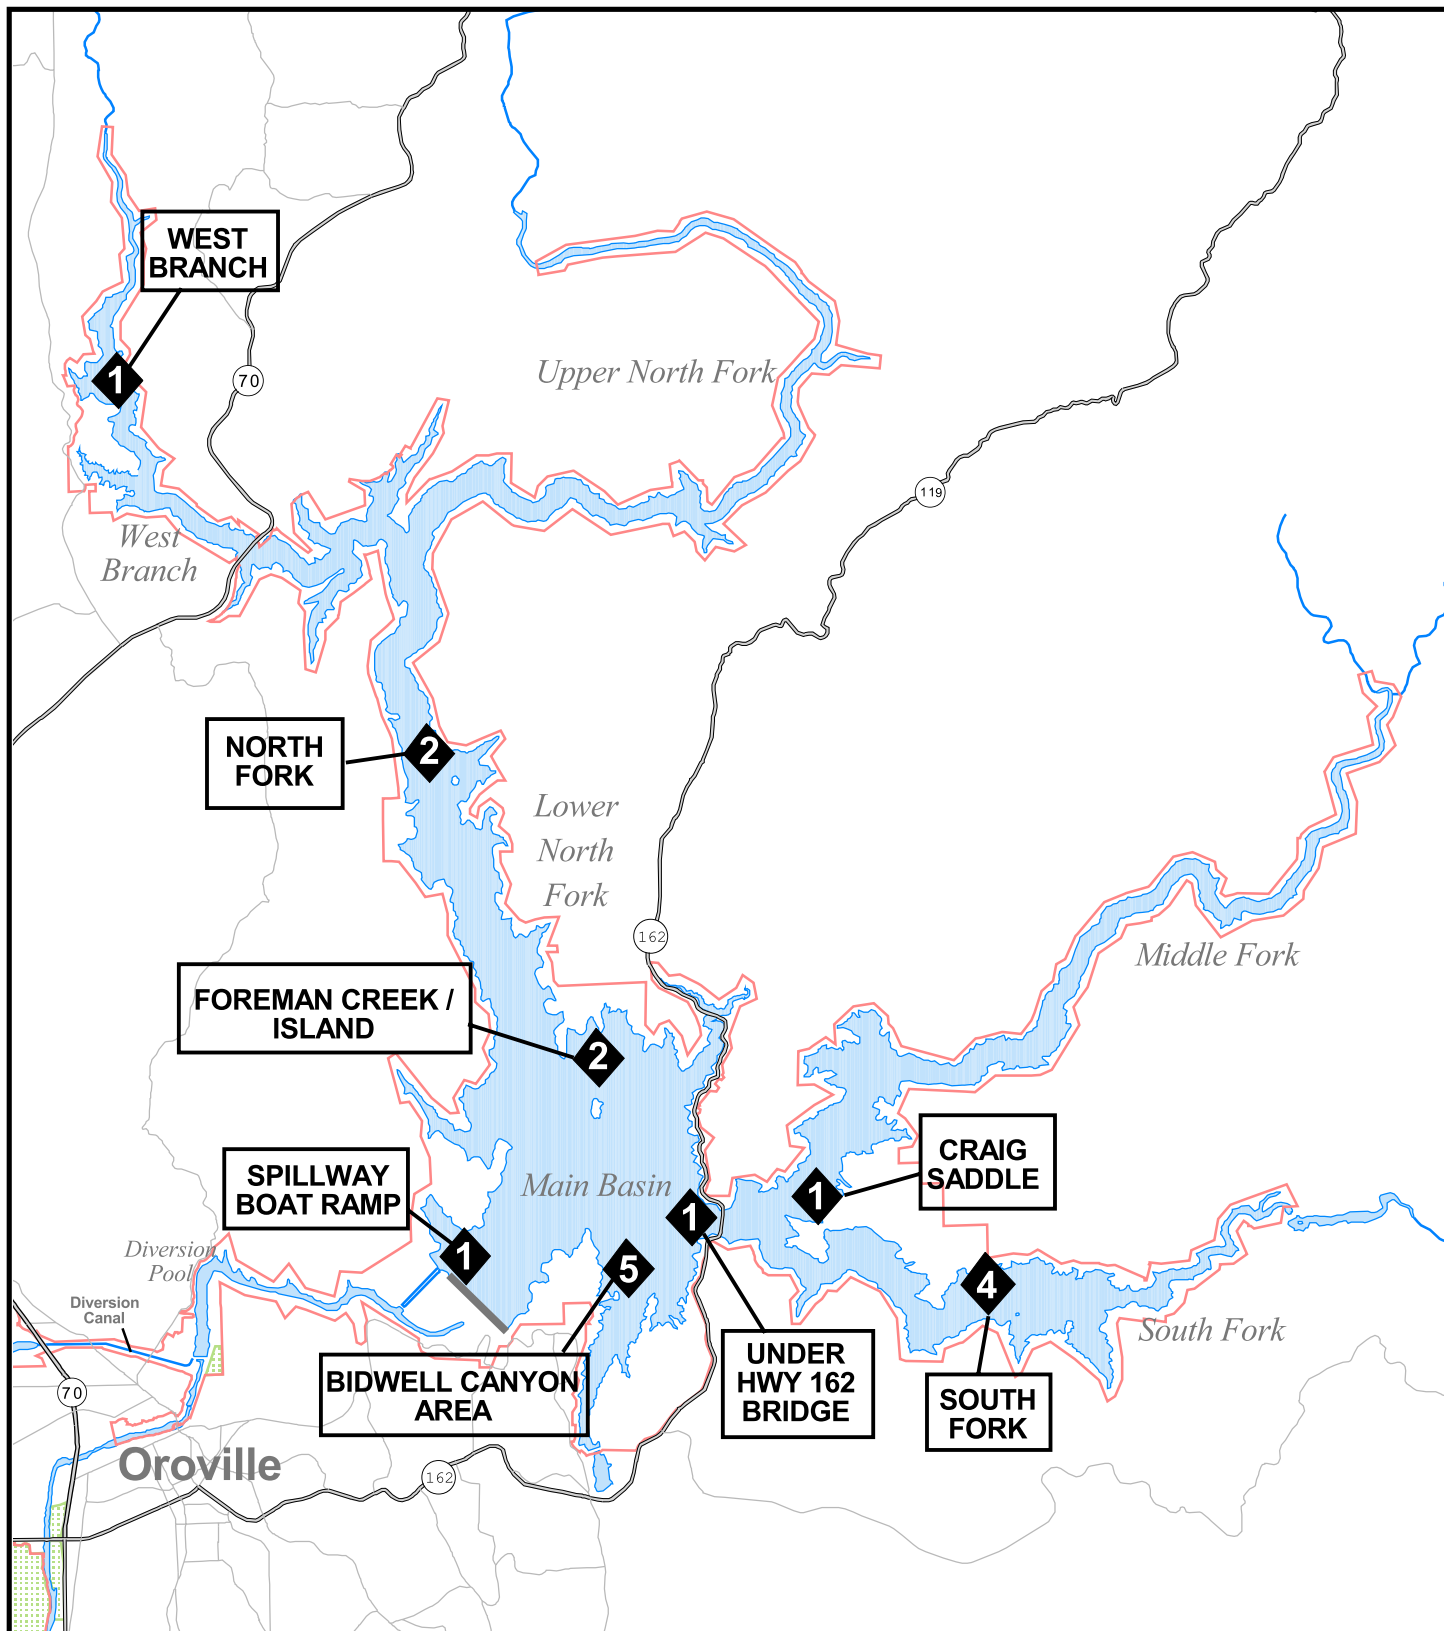 WEST
BRANCH
1
70
Upper North Fork
119
West
Branch
NORTH
FORK
2
Lower
North
Fork
162
Middle Fork
FOREMAN CREEK /
ISLAND
2
CRAIG
SADDLE
1
SPILLWAY
BOAT RAMP
1
Main Basin
1
Diversion
Pool
5
4
Diversion
Canal
South Fork
UNDER
HWY 162
BRIDGE
BIDWELL CANYON
AREA
SOUTH
FORK
70
Oroville
162